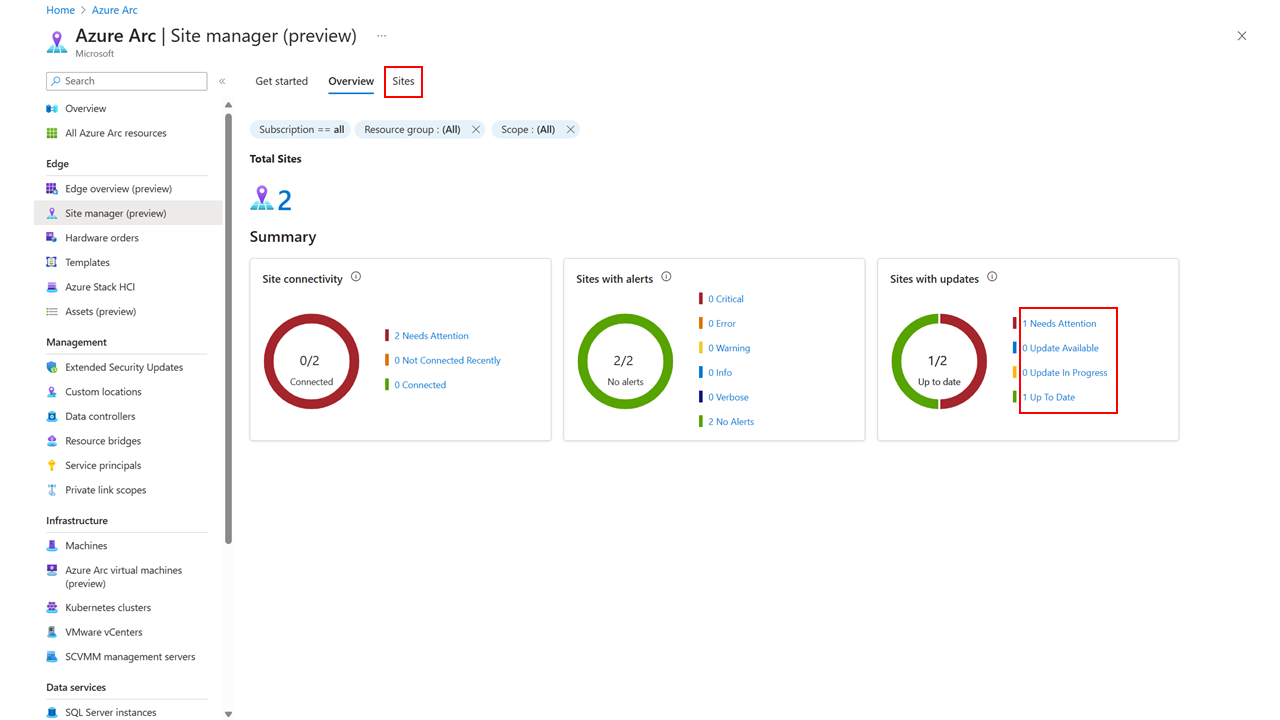 Home > Azure Arc
Azure Arc | Site manager (preview) ...
Microsoft
Search
«
Overview
All Azure Arc resources
Edge
Edge overview (preview)
Site manager (preview)
Hardware orders
Templates
Azure Stack HCI
Assets (preview)
Management
Extended Security Updates
Custom locations
Data controllers
Resource bridges
Service principals
Private link scopes
Infrastructure
Machines
Azure Arc virtual machines
(preview)
Kubernetes clusters
VMware vCenters
SCVMM management servers
Data services
SQL Server instances
Get started Overview Sites
Subscription == all Resource group : (All) Scope : (All)
Total Sites
2
Summary
Site connectivity
0/2
Connected
2 Needs Attention
0 Not Connected Recently
0 Connected
Sites with alerts
2/2
No alerts
0 Critical
0 Error
0 Warning
0 Info
0 Verbose
2 No Alerts
Sites with updates
1/2
Up to date
1 Needs Attention
0 Update Available
0 Update In Progress
1 Up To Date